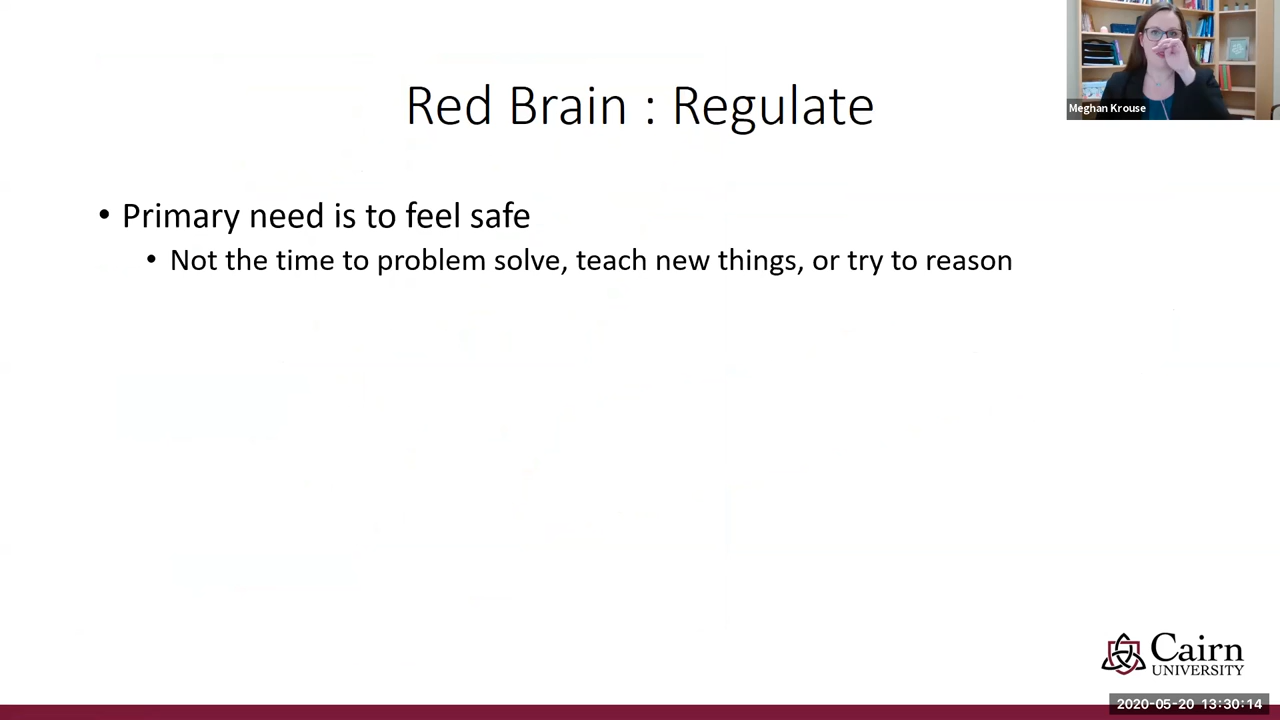 Red Brain : Regulate
Meghan Krouse
• Primary need is to feel safe
• Not the time to problem solve, teach new things, or try to reason
Cairn
UNIVERSITY
2020-05-20 13:30:14